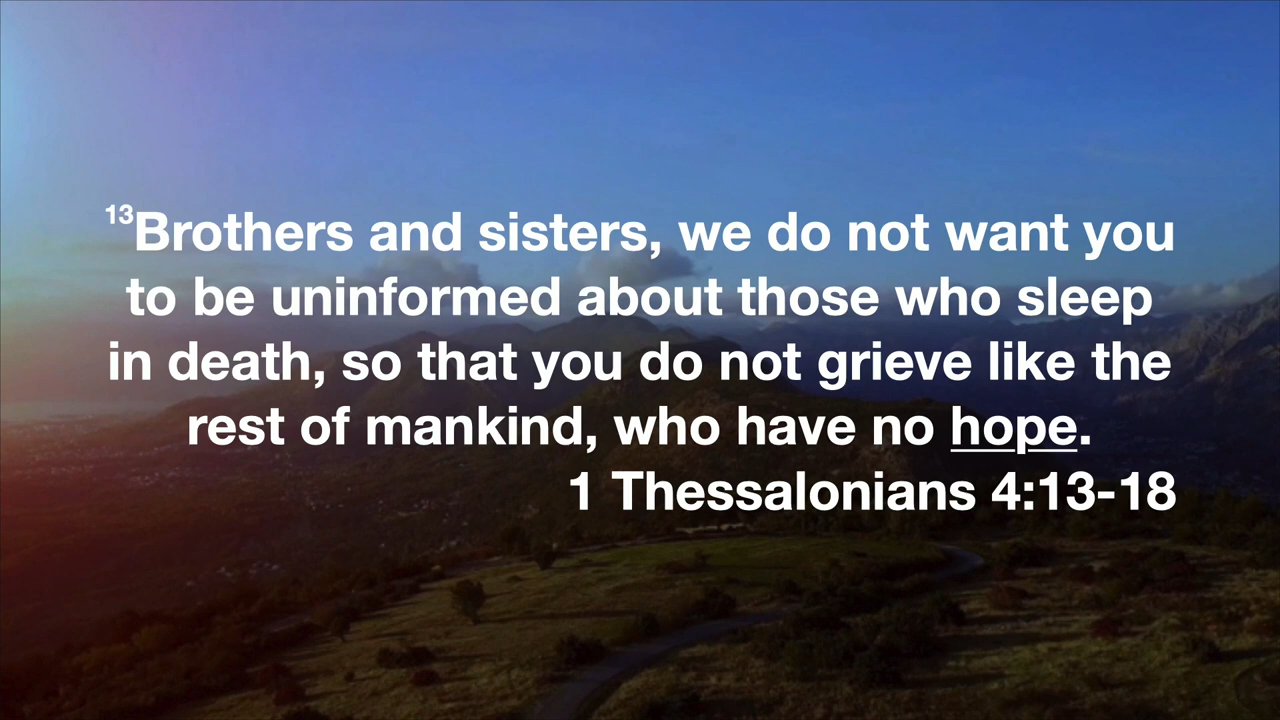 13Brothers and sisters, we do not want you
to be uninformed about those who sleep
in death, so that you do not grieve like the
rest of mankind, who have no hope.
1 Thessalonians 4:13-18